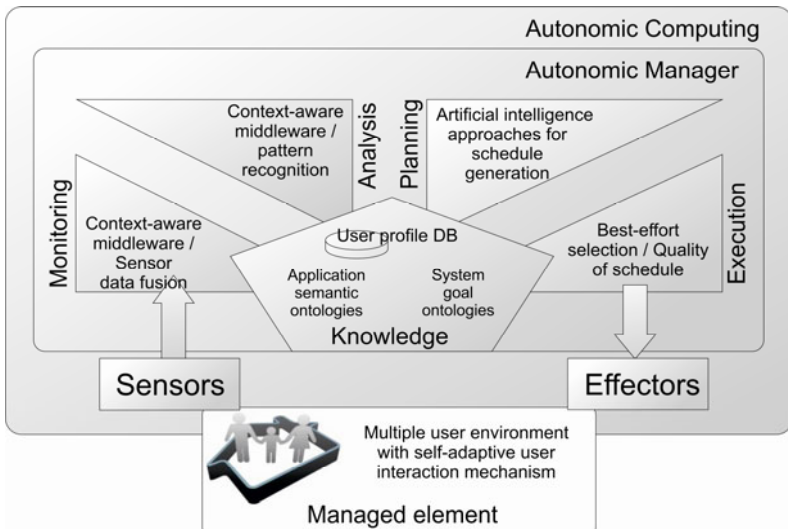 Autonomic Computing
Autonomic Manager
Monitoring
Context-aware
middleware /
Sensor
data fusion
Context-aware
middleware /
pattern
recognition
Analysis
Planning
Artificial intelligence
approaches for
schedule
generation
Best-effort
selection / Quality
of schedule
Execution
User profile DB
Application
semantic
ontologies
System
goal
ontologies
Knowledge
Sensors
Effectors
Multiple user environment
with self-adaptive user
interaction mechanism
Managed element